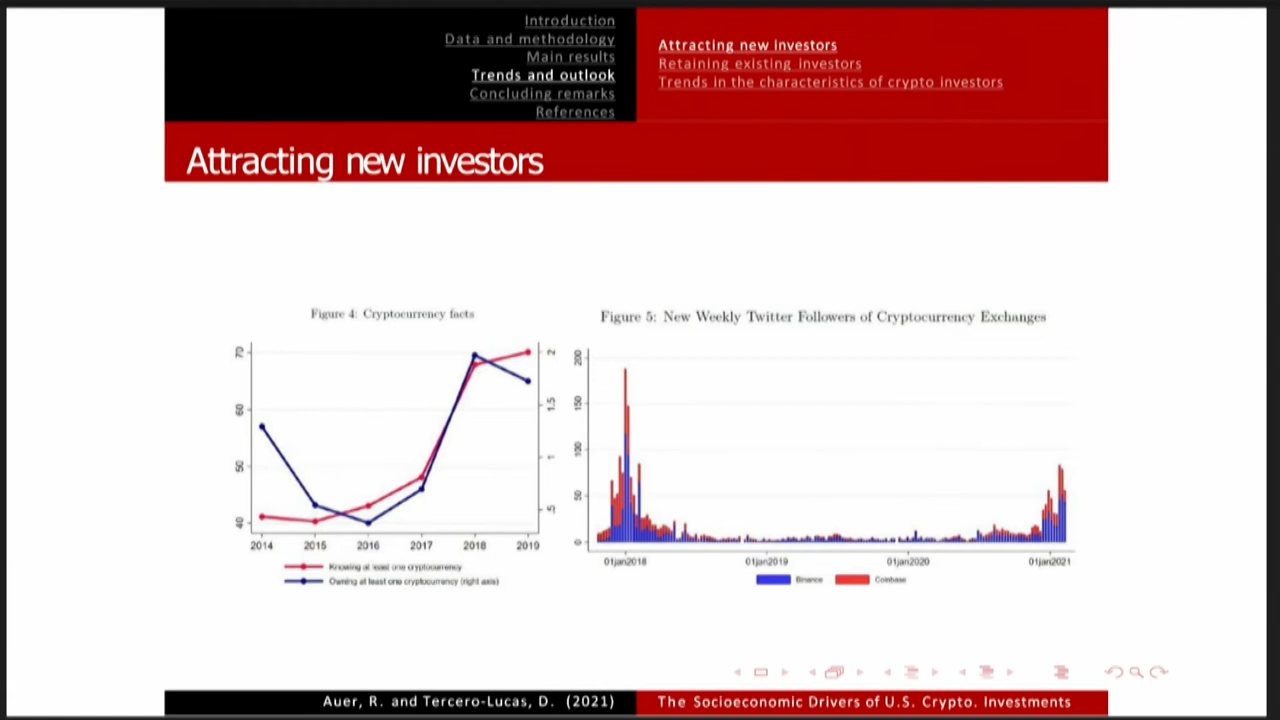 Introduction
Data and methodology
Main results
Trends and outlook
Concluding remarks
References
Attracting new investors
Retaining existing investors
Trends in the characteristics of crypto investors
Attracting new investors
Figure 4: Cryptocurrency facts
70
60
50
40
2
1.5
1
.5
2014 2015 2016 2017 2018 2019
Knowing at least one cryptocurrency
Owning at least one cryptocurrency (right axis)
Figure 5: New Weekly Twitter Followers of Cryptocurrency Exchanges
200
150
100
50
0
01jan2018 01jan2019 01jan2020 01jan2021
Binance Coinbase
Auer, R. and Tercero-Lucas, D. (2021)
The Socioeconomic Drivers of U.S. Crypto. Investments